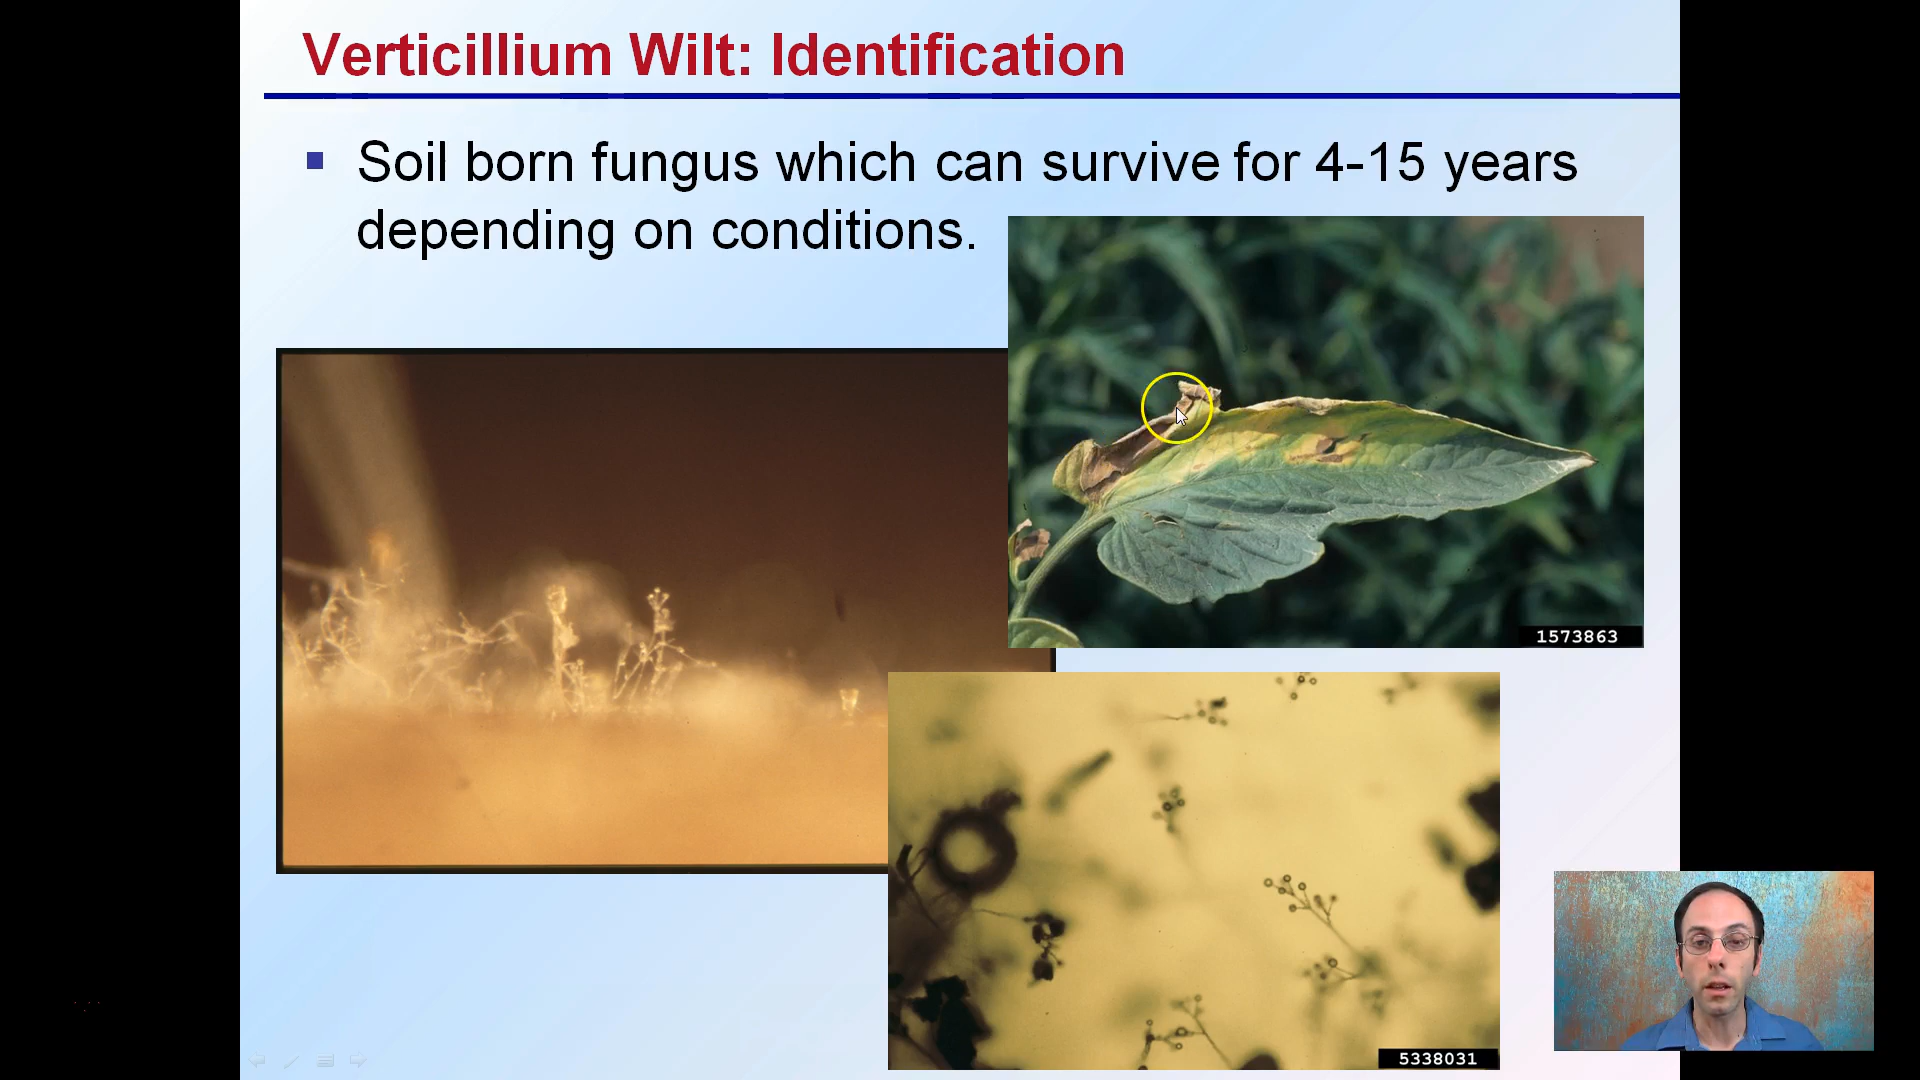 Verticillium Wilt: Identification
Soil born fungus which can survive for 4-15 years
depending on conditions.
1573863
5338031